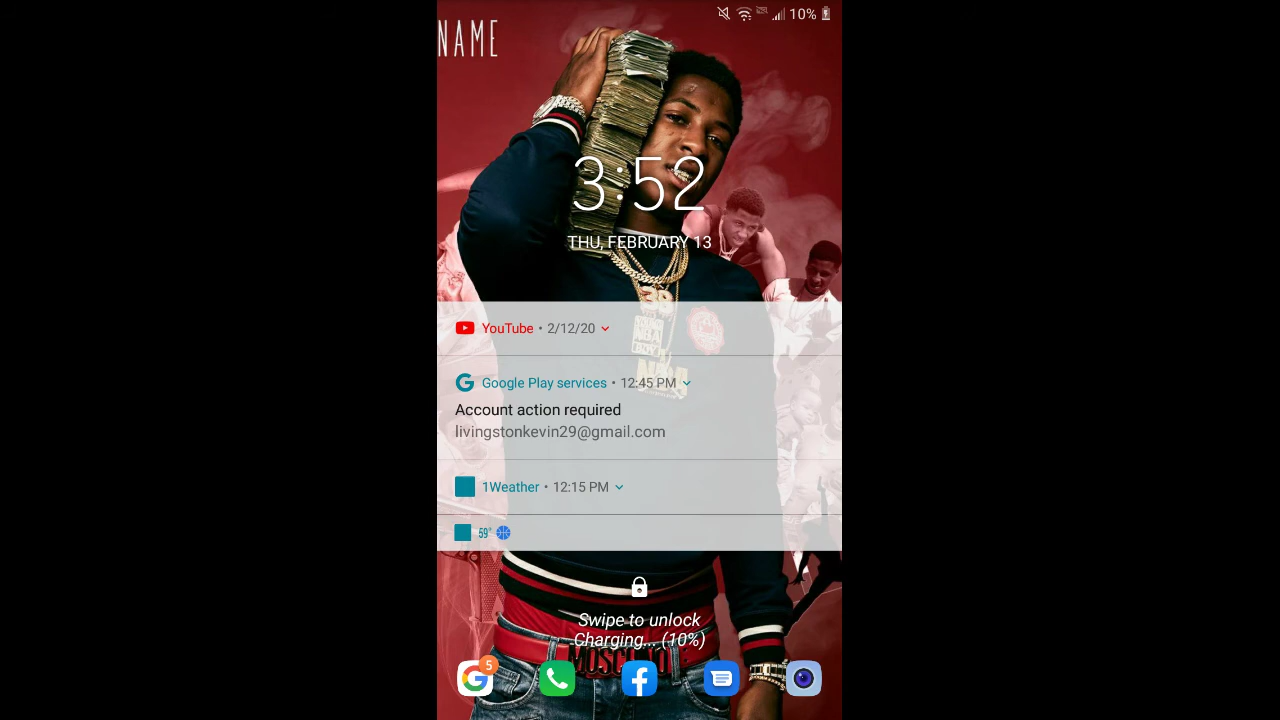 10%
NAME
3:52
THU, FEBRUARY 13
YouTube • 2/12/20
Google Play services • 12:45 PM
Account action required
livingstonkevin29@gmail.com
1Weather • 12:15 PM
59°
Swipe to unlock
Charging... (10%)
MOSCHINO
5